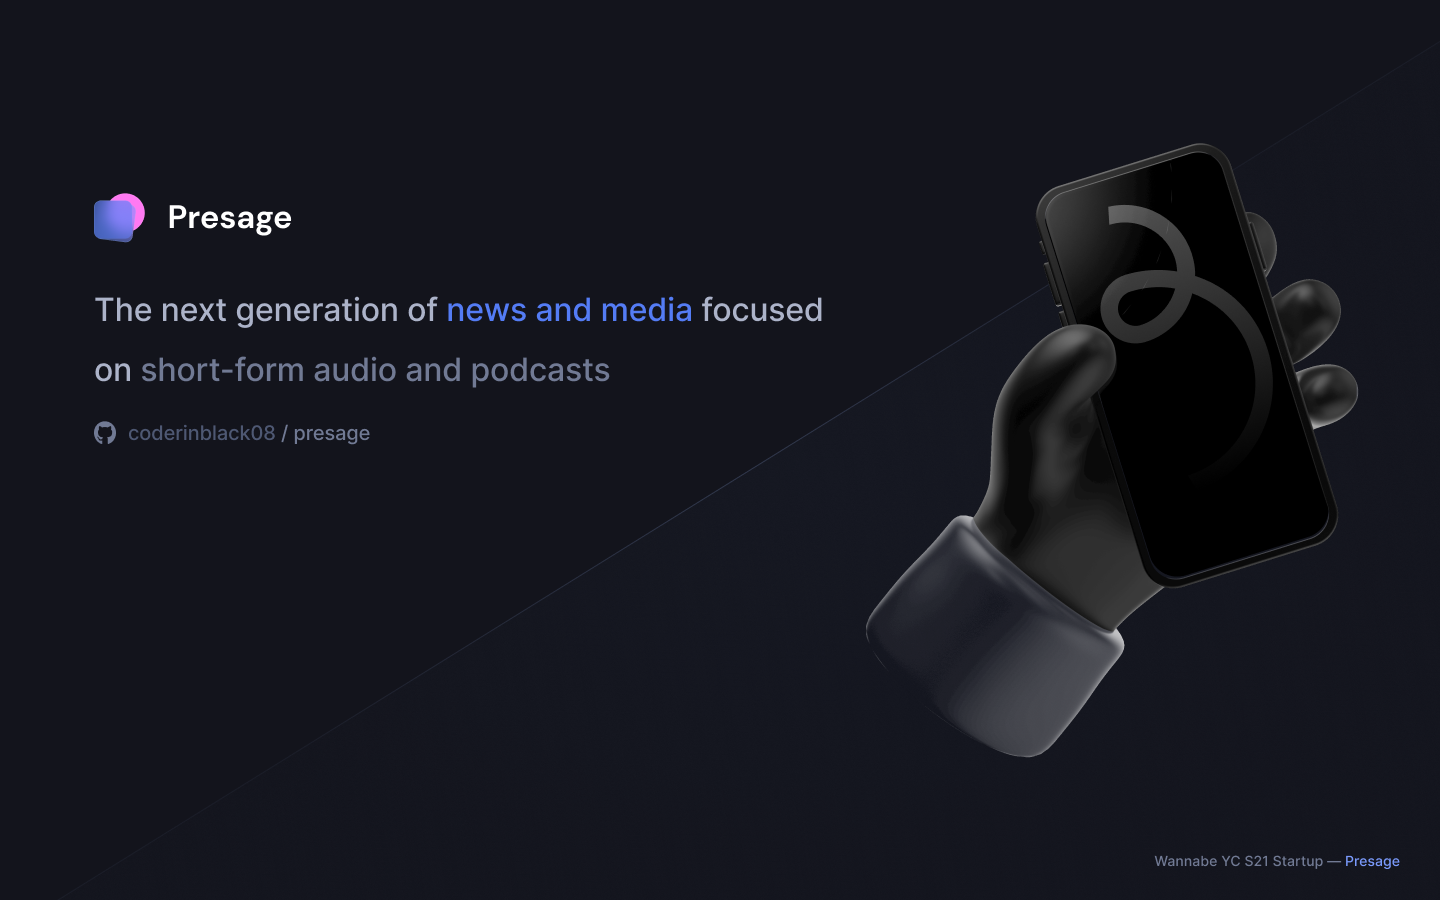 Presage
The next generation of news and media focused
on short-form audio and podcasts
coderinblack08 / presage
Wannabe YC S21 Startup — Presage